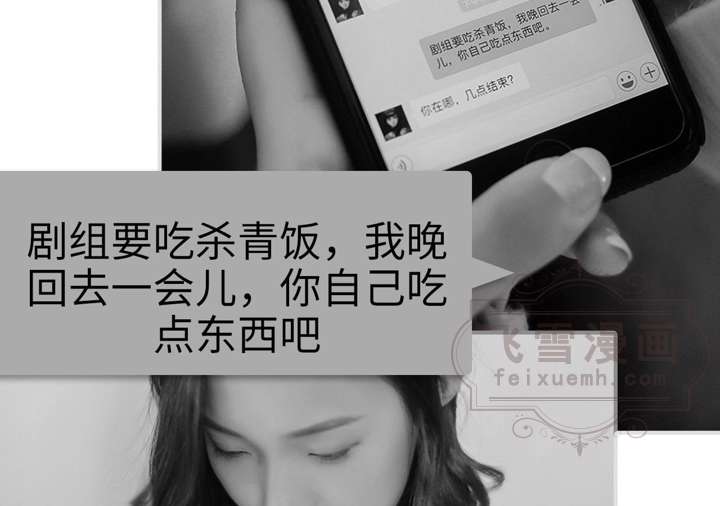 剧组要吃杀青饭，我晚回去一会
儿，你自己吃点东西吧。
你在哪，几点结束？
剧组要吃杀青饭，我晚
回去一会儿，你自己吃
点东西吧
飞雪漫画
feixuemh.com